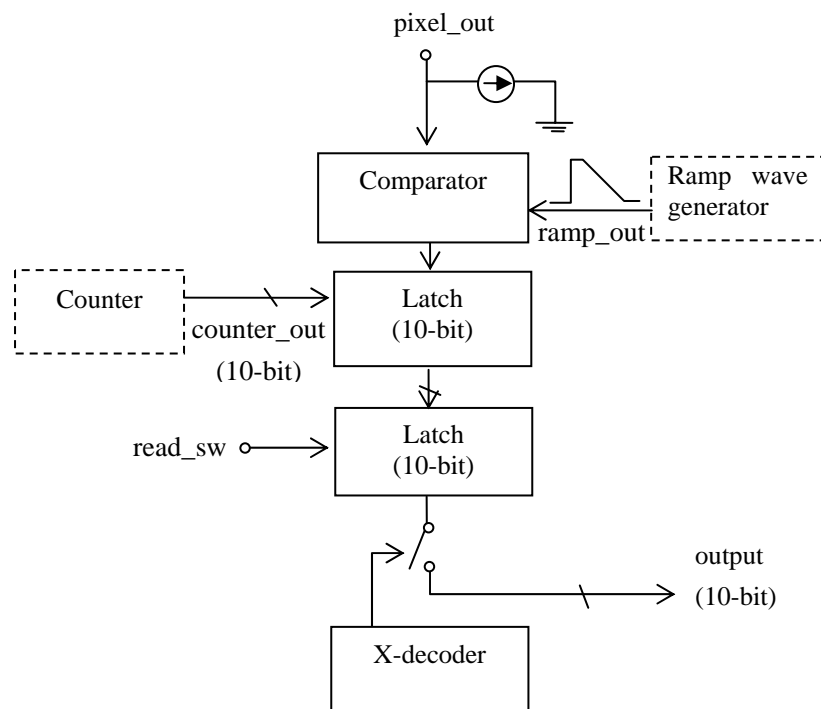 pixel_out
Comparator
Ramp wave
generator
ramp_out
Counter
counter_out
(10-bit)
Latch
(10-bit)
read_sw
Latch
(10-bit)
output
(10-bit)
X-decoder